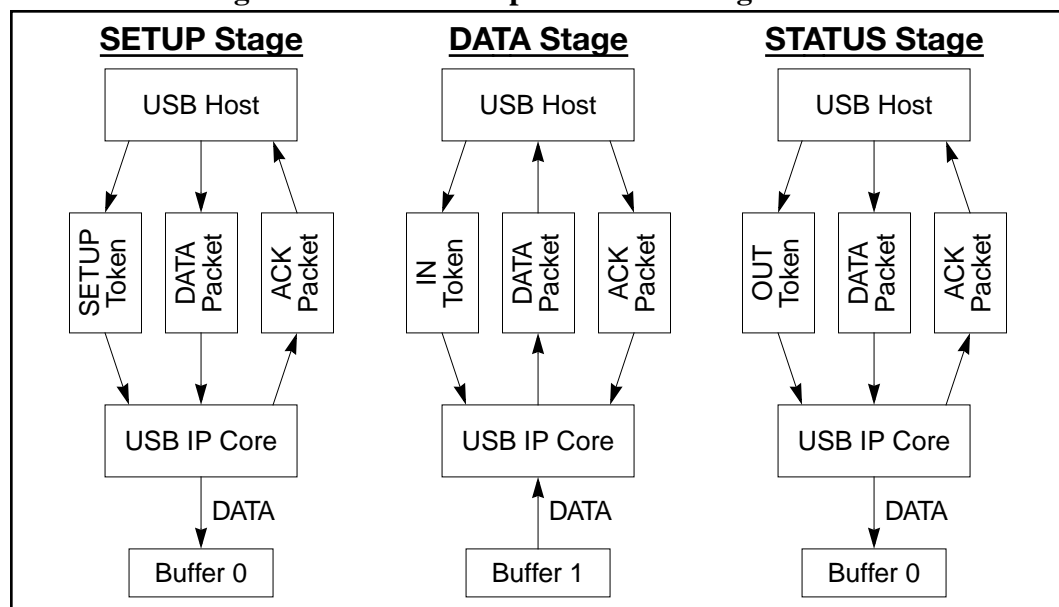 SETUP Stage
USB Host
SETUP
Token
DATA
Packet
ACK
Packet
USB IP Core
DATA
Buffer 0
DATA Stage
USB Host
IN
Token
DATA
Packet
ACK
Packet
USB IP Core
DATA
Buffer 1
STATUS Stage
USB Host
OUT
Token
DATA
Packet
ACK
Packet
USB IP Core
DATA
Buffer 0